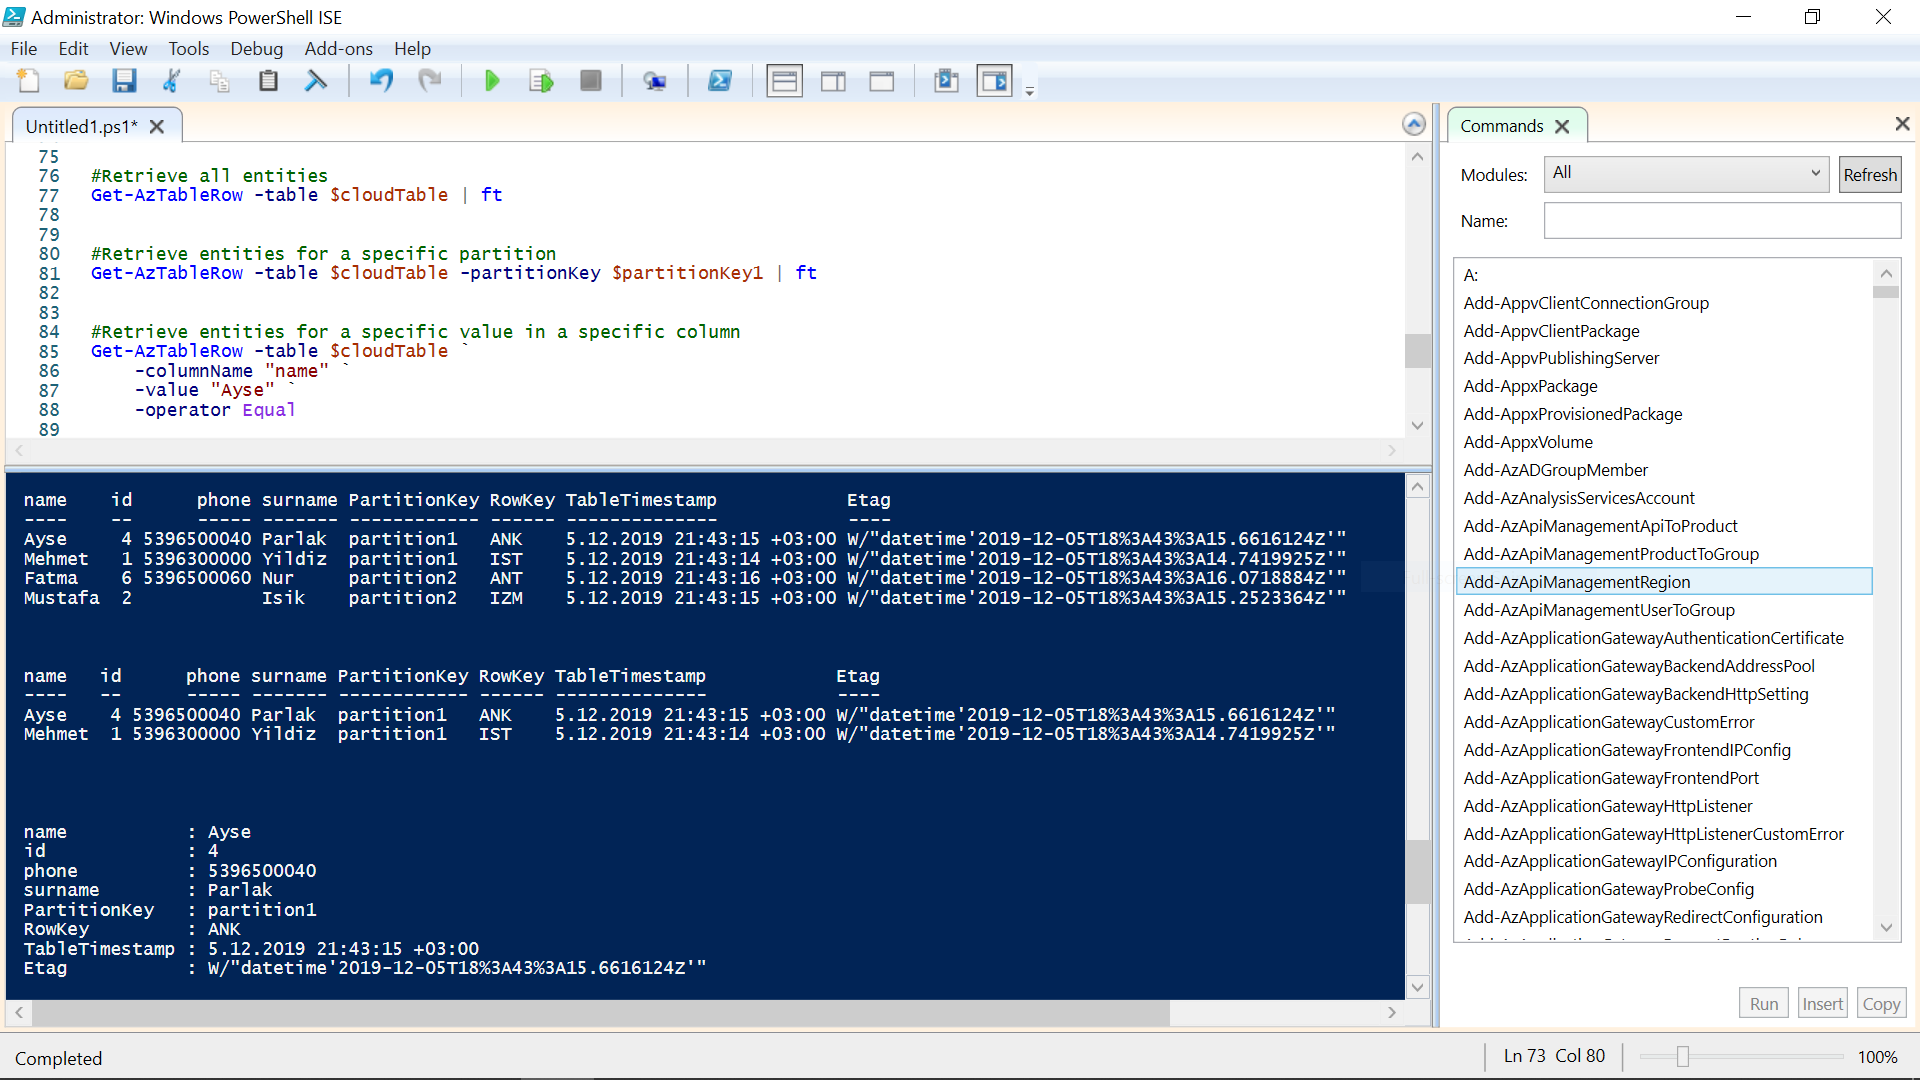 Administrator: Windows PowerShell ISE
File Edit View Tools Debug Add-ons Help
Untitled1.ps1*
75
76 #Retrieve all entities
77 Get-AzTableRow -table $cloudTable | ft
78
79
80 #Retrieve entities for a specific partition
81 Get-AzTableRow -table $cloudTable -partitionKey $partitionKey1 | ft
82
83
84 #Retrieve entities for a specific value in a specific column
85 Get-AzTableRow -table $cloudTable `
86 -columnName "name" `
87 -value "Ayse" `
88 -operator Equal
89
name id phone surname PartitionKey RowKey TableTimestamp Etag
---- -- ----- ------- ------------ ------ -------------- ----
Ayse 4 5396500040 Parlak partition1 ANK 5.12.2019 21:43:15 +03:00 W/"datetime'2019-12-05T18%3A43%3A15.6616124Z'"
Mehmet 1 5396300000 Yildiz partition1 IST 5.12.2019 21:43:14 +03:00 W/"datetime'2019-12-05T18%3A43%3A14.7419925Z'"
Fatma 6 5396500060 Nur partition2 ANT 5.12.2019 21:43:16 +03:00 W/"datetime'2019-12-05T18%3A43%3A16.0718884Z'"
Mustafa 2 Isik partition2 IZM 5.12.2019 21:43:15 +03:00 W/"datetime'2019-12-05T18%3A43%3A15.2523364Z'"
name id phone surname PartitionKey RowKey TableTimestamp Etag
---- -- ----- ------- ------------ ------ -------------- ----
Ayse 4 5396500040 Parlak partition1 ANK 5.12.2019 21:43:15 +03:00 W/"datetime'2019-12-05T18%3A43%3A15.6616124Z'"
Mehmet 1 5396300000 Yildiz partition1 IST 5.12.2019 21:43:14 +03:00 W/"datetime'2019-12-05T18%3A43%3A14.7419925Z'"
name : Ayse
id : 4
phone : 5396500040
surname : Parlak
PartitionKey : partition1
RowKey : ANK
TableTimestamp : 5.12.2019 21:43:15 +03:00
Etag : W/"datetime'2019-12-05T18%3A43%3A15.6616124Z'"
Commands
Modules: All Refresh
Name:
A:
Add-AppvClientConnectionGroup
Add-AppvClientPackage
Add-AppvPublishingServer
Add-AppxPackage
Add-AppxProvisionedPackage
Add-AppxVolume
Add-AzADGroupMember
Add-AzAnalysisServicesAccount
Add-AzApiManagementApiToProduct
Add-AzApiManagementProductToGroup
Add-AzApiManagementRegion
Add-AzApiManagementUserToGroup
Add-AzApplicationGatewayAuthenticationCertificate
Add-AzApplicationGatewayBackendAddressPool
Add-AzApplicationGatewayBackendHttpSetting
Add-AzApplicationGatewayCustomError
Add-AzApplicationGatewayFrontendIPConfig
Add-AzApplicationGatewayFrontendPort
Add-AzApplicationGatewayHttpListener
Add-AzApplicationGatewayHttpListenerCustomError
Add-AzApplicationGatewayIPConfiguration
Add-AzApplicationGatewayProbeConfig
Add-AzApplicationGatewayRedirectConfiguration
Run Insert Copy
Completed
Ln 73 Col 80
100%